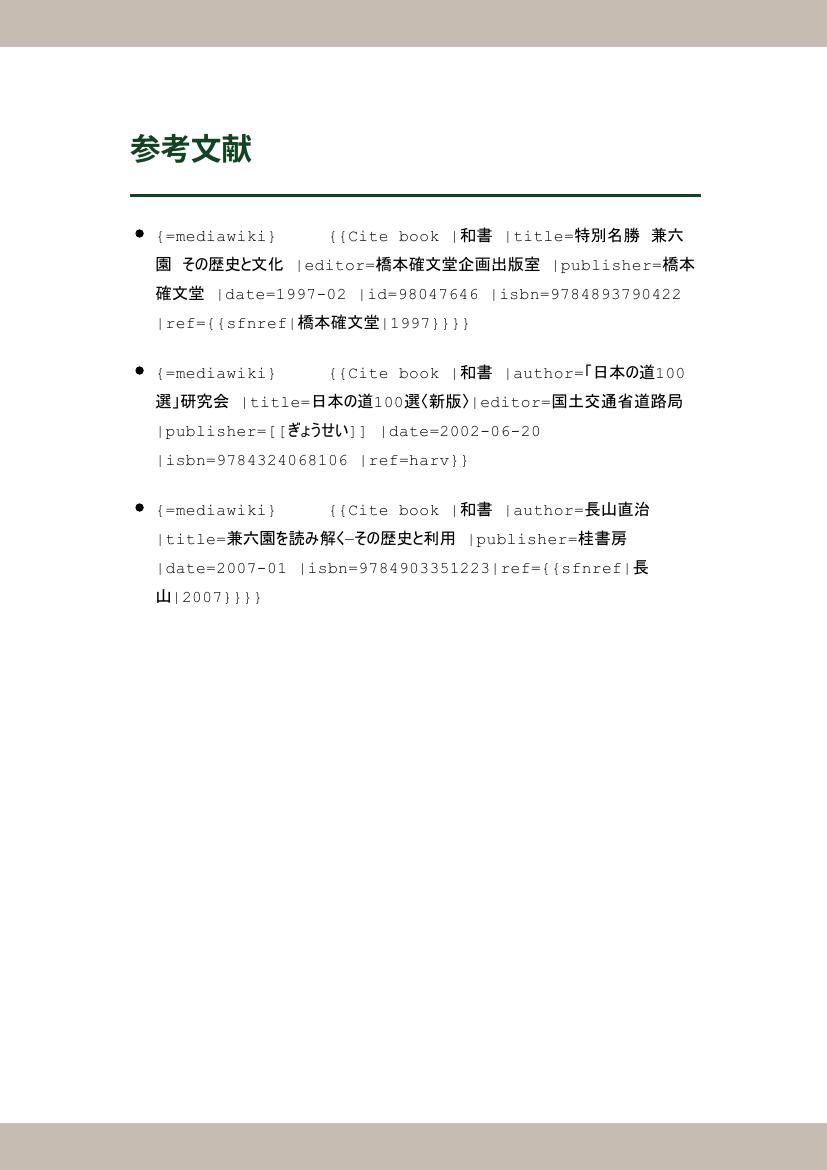 参考文献
{=mediawiki} {{Cite book |和書 |title=特別名勝 兼六
園 その歴史と文化 |editor=橋本確文堂企画出版室 |publisher=橋本
確文堂 |date=1997-02 |id=98047646 |isbn=9784893790422
|ref={{sfnref|橋本確文堂|1997}}}}
{=mediawiki} {{Cite book |和書 |author=「日本の道100
選」研究会 |title=日本の道100選〈新版〉|editor=国土交通省道路局
|publisher=[[ぎょうせい]] |date=2002-06-20
|isbn=9784324068106 |ref=harv}}
{=mediawiki} {{Cite book |和書 |author=長山直治
|title=兼六園を読み解く–その歴史と利用 |publisher=桂書房
|date=2007-01 |isbn=9784903351223|ref={{sfnref|長
山|2007}}}}